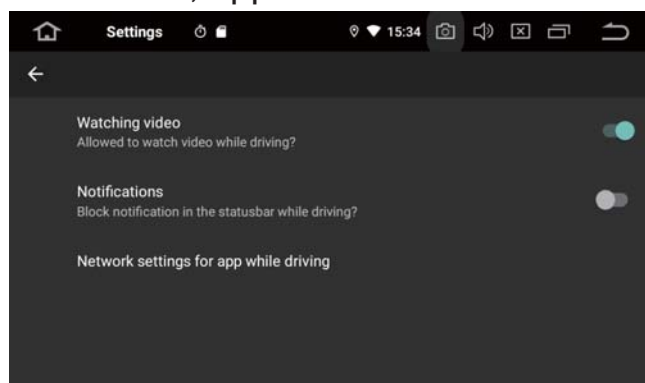 Settings 15:34
Watching video
Allowed to watch video while driving?
Notifications
Block notification in the statusbar while driving?
Network settings for app while driving